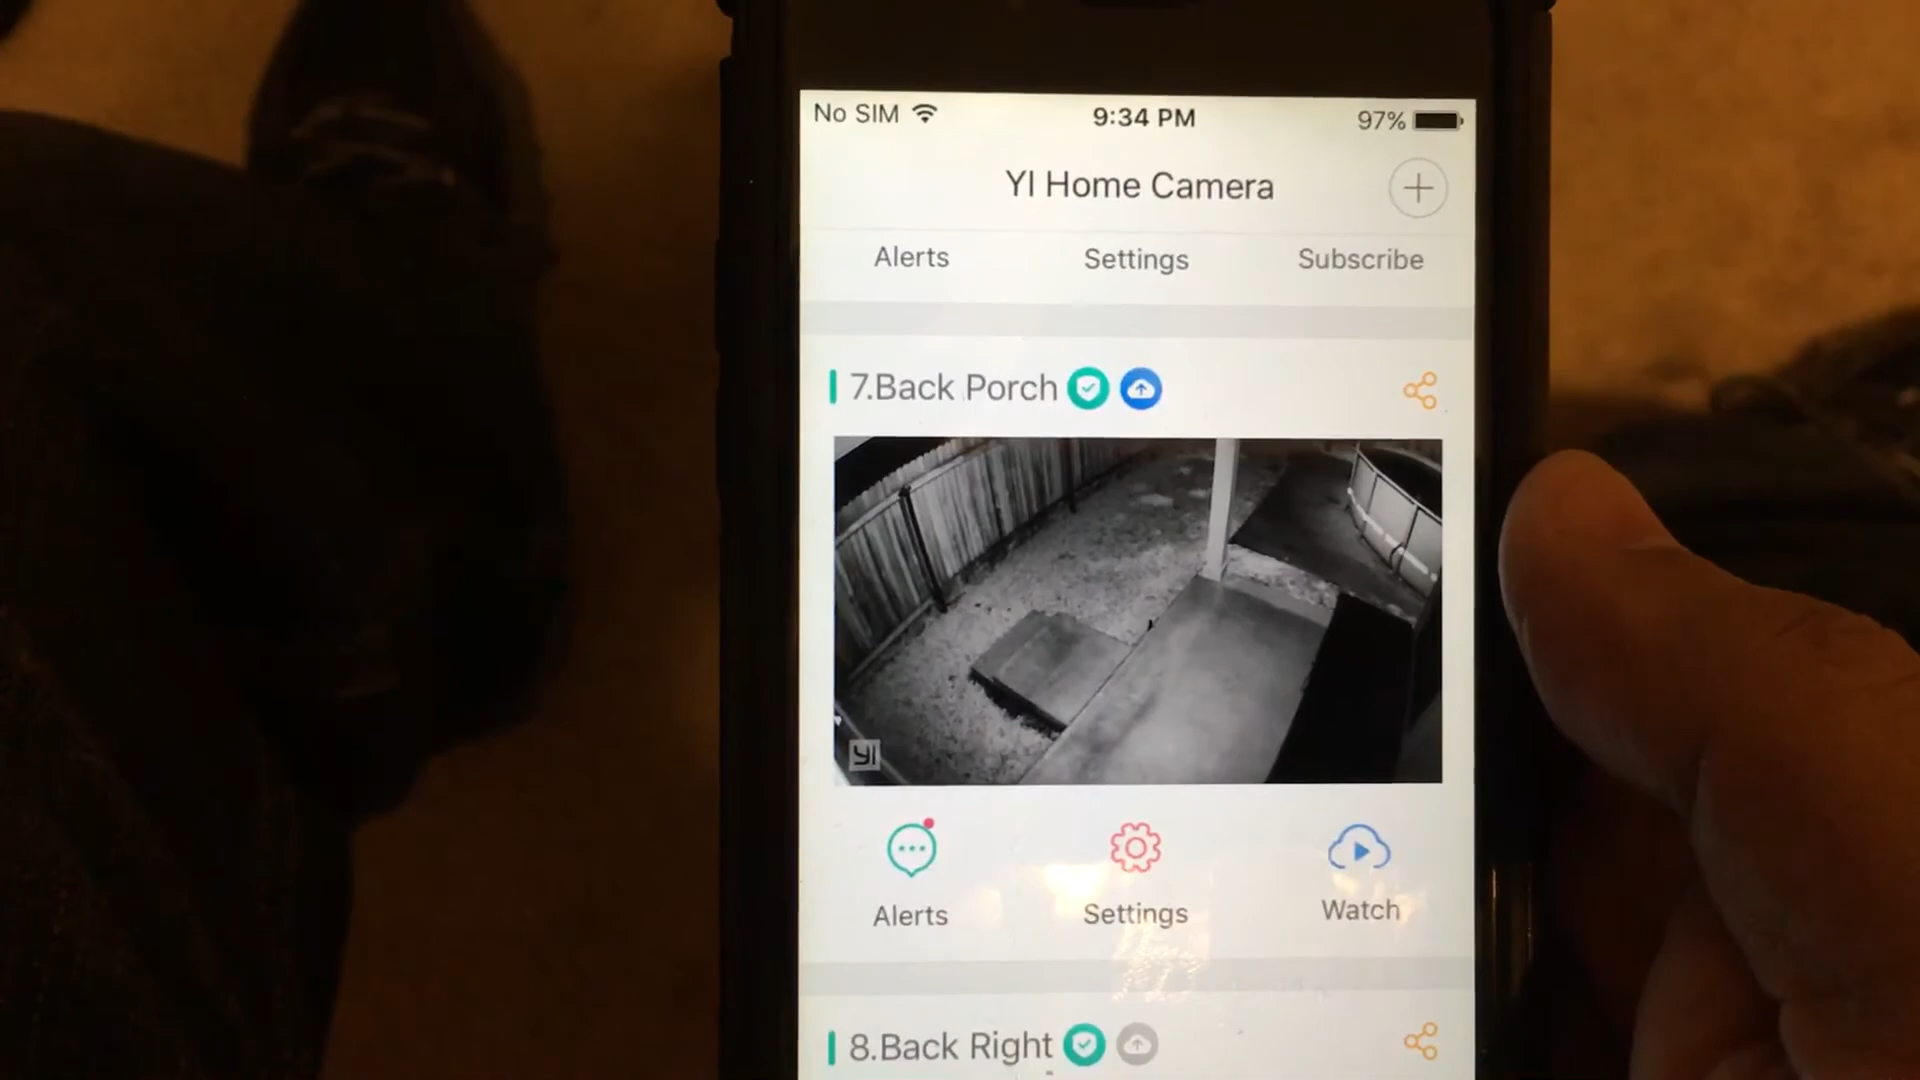 No SIM 9:34 PM 97%
YI Home Camera
Alerts Settings Subscribe
7.Back Porch
YI
Alerts Settings Watch
8.Back Right